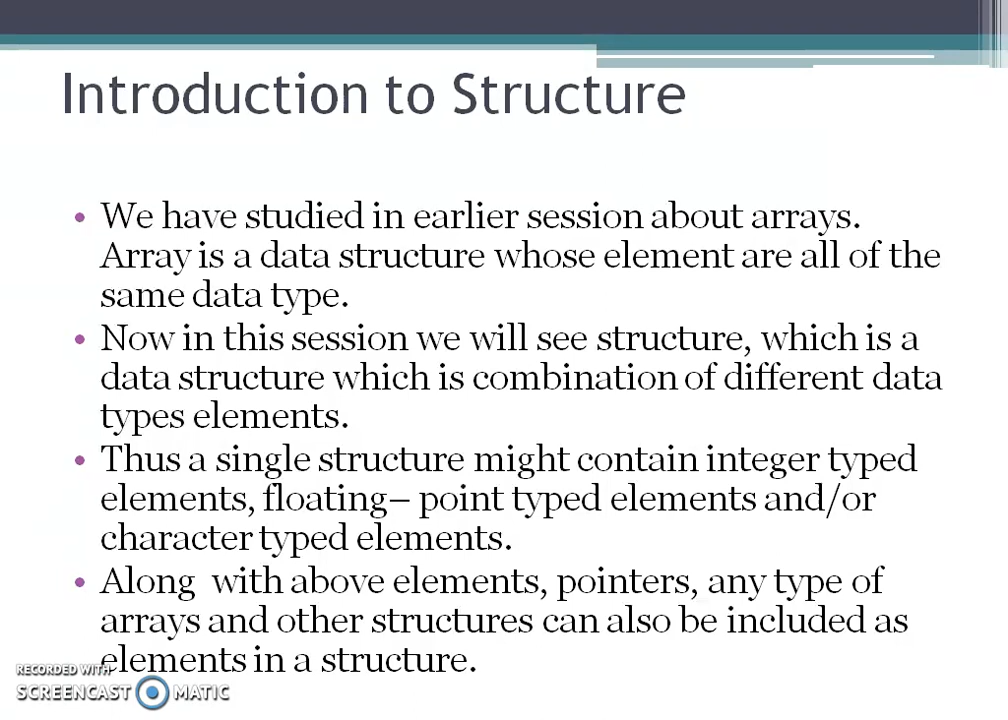 Introduction to Structure
• We have studied in earlier session about arrays.
Array is a data structure whose element are all of the
same data type.
• Now in this session we will see structure, which is a
data structure which is combination of different data
types elements.
• Thus a single structure might contain integer typed
elements, floating– point typed elements and/or
character typed elements.
• Along with above elements, pointers, any type of
arrays and other structures can also be included as
elements in a structure.
RECORDED WITH
SCREENCAST MATIC